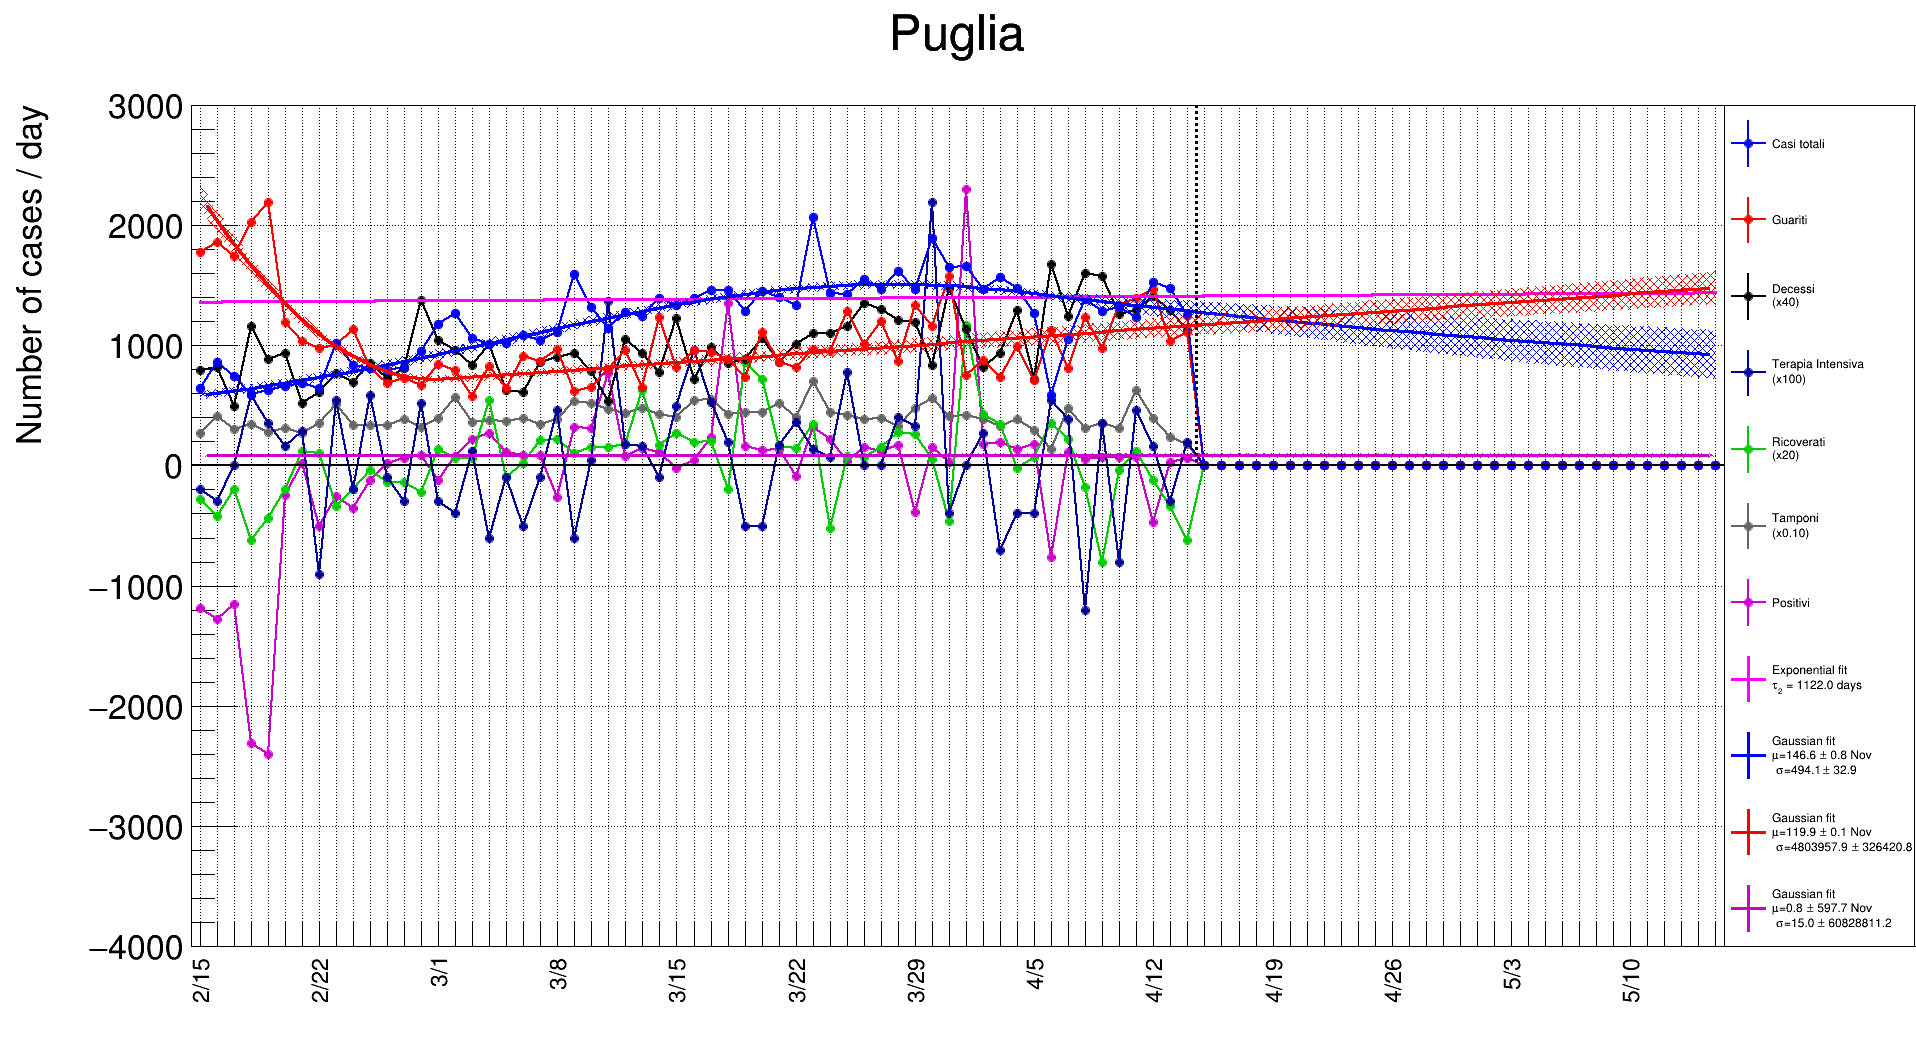 Puglia
Number of cases / day
3000
2000
1000
0
−1000
−2000
−3000
−4000
2/15
2/22
3/1
3/8
3/15
3/22
3/29
4/5
4/12
4/19
4/26
5/3
5/10
Casi totali
Guariti
Decessi
(x40)
Terapia Intensiva
(x100)
Ricoverati
(x20)
Tamponi
(x0.10)
Positivi
Exponential fit
τ2 = 1122.0 days
Gaussian fit
μ=146.6 ± 0.8 Nov
σ=494.1 ± 32.9
Gaussian fit
μ=119.9 ± 0.1 Nov
σ=4803957.9 ± 326420.8
Gaussian fit
μ=0.8 ± 597.7 Nov
σ=15.0 ± 60828811.2